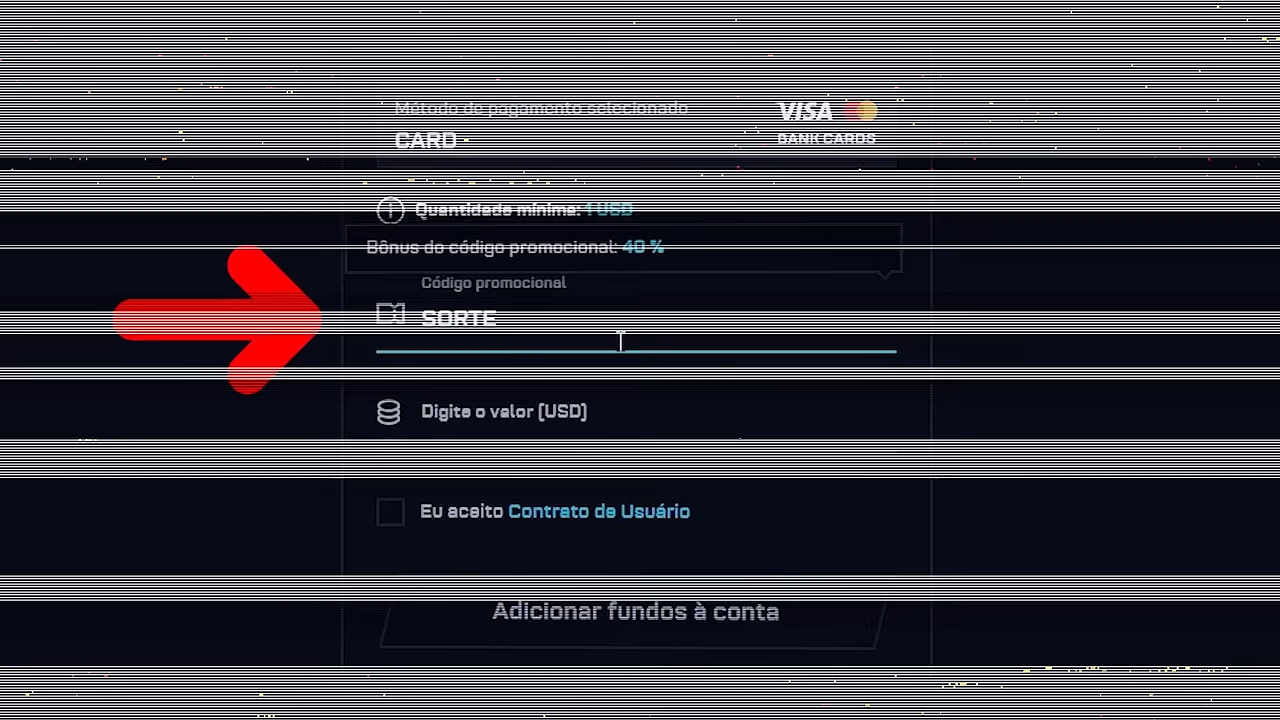 Método de pagamento selecionado
CARD
VISA
BANK CARDS
Quantidade mínima: 1 USD
Bônus do código promocional: 40 %
Código promocional
SORTE
Digite o valor (USD)
Eu aceito Contrato de Usuário
Adicionar fundos à conta